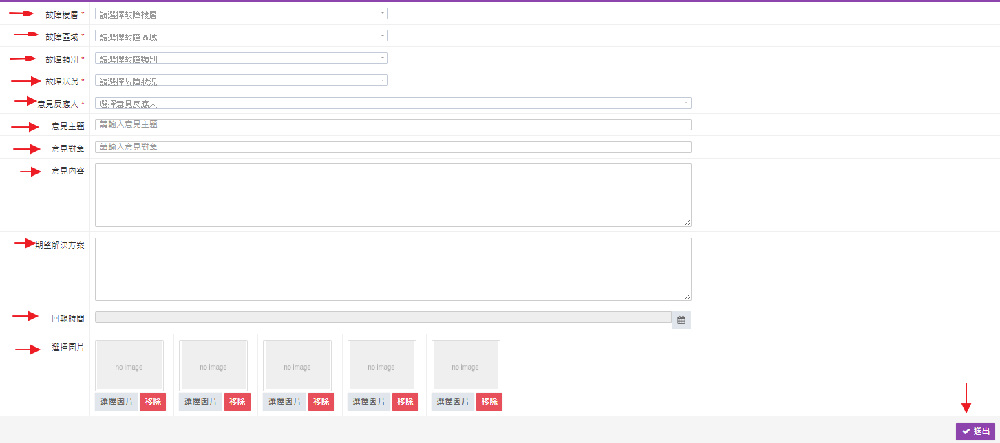 故障樓層 * 請選擇故障樓層
故障區域 * 請選擇故障區域
故障類別 * 請選擇故障類別
故障狀況 * 請選擇故障狀況
意見反應人 * 選擇意見反應人
意見主題 請輸入意見主題
意見對象 請輸入意見對象
意見內容
期望解決方案
回報時間
選擇圖片
no image no image no image no image no image
選擇圖片 移除 選擇圖片 移除 選擇圖片 移除 選擇圖片 移除 選擇圖片 移除
送出